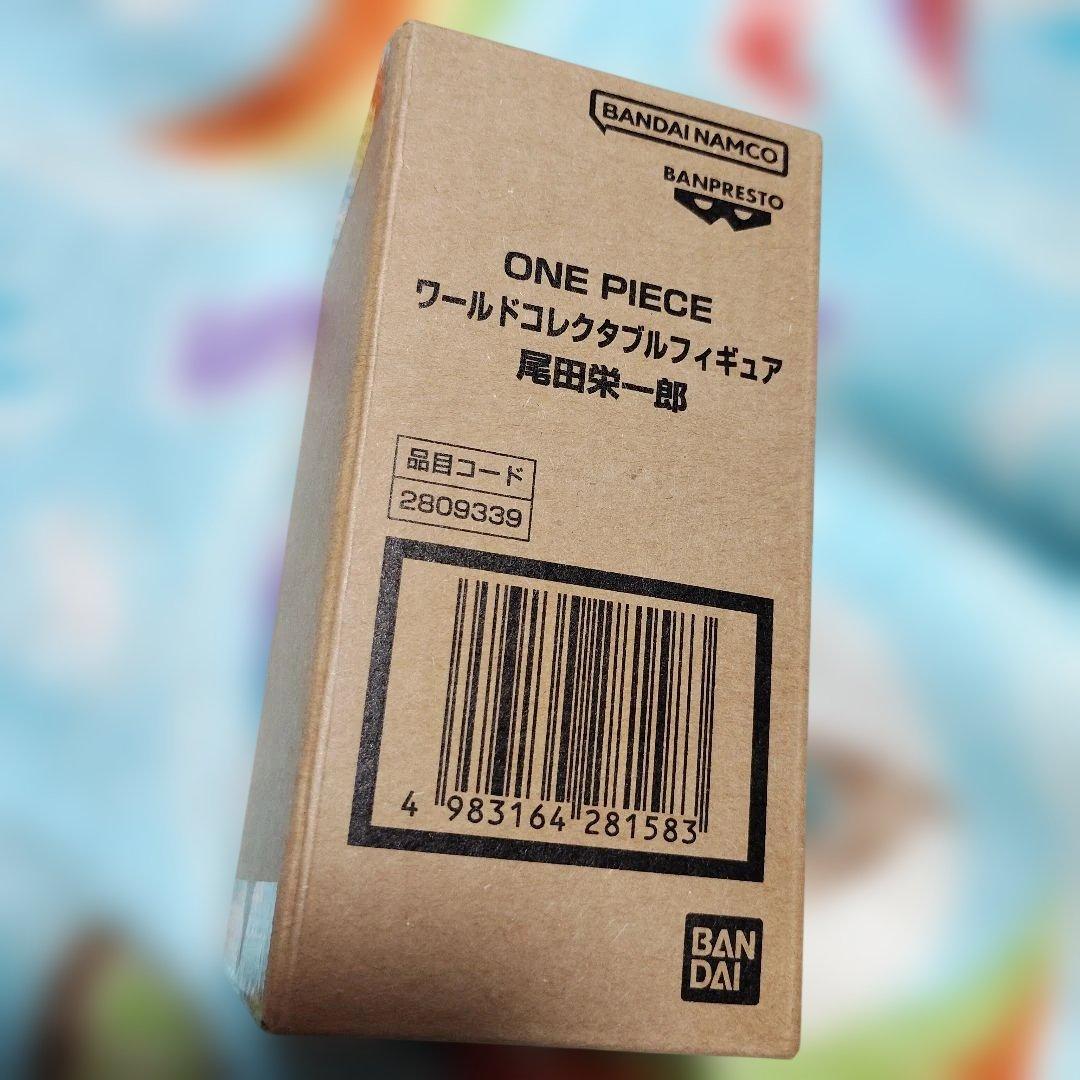 BANDAI NAMCO
BANPRESTO
ONE PIECE
ワールドコレクタブルフィギュア
尾田栄一郎
品目コード
2809339
4 983164 281583
BAN
DAI